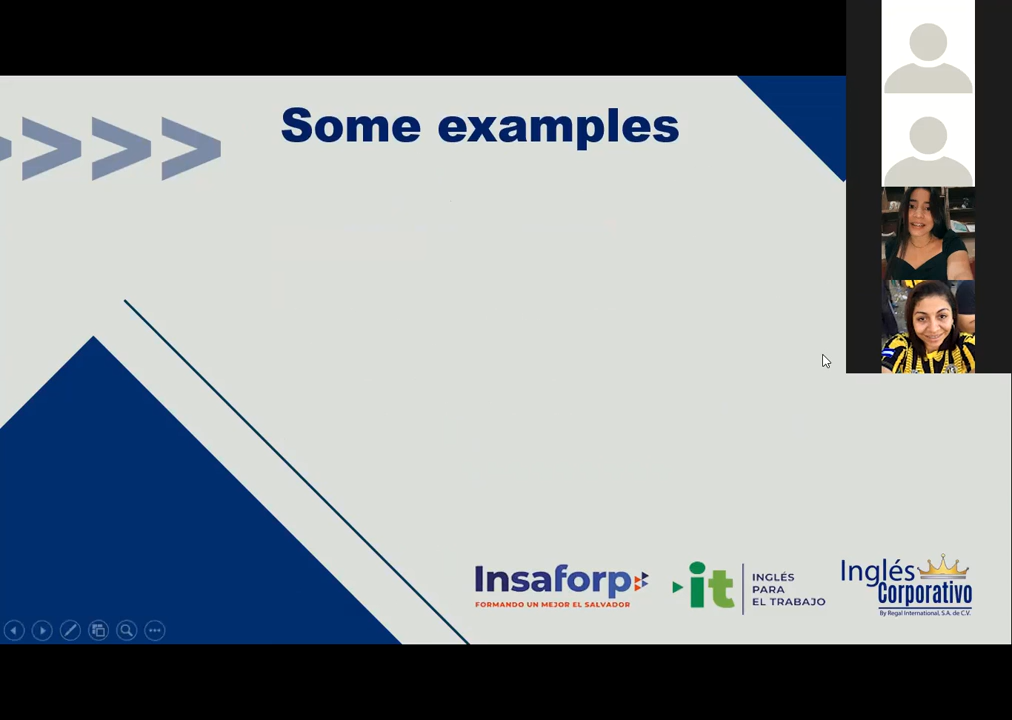 Some examples
Insaforp
FORMANDO UN MEJOR EL SALVADOR
it
INGLÉS
PARA
EL TRABAJO
Inglés
Corporativo
By Regal International, S.A. de C.V.